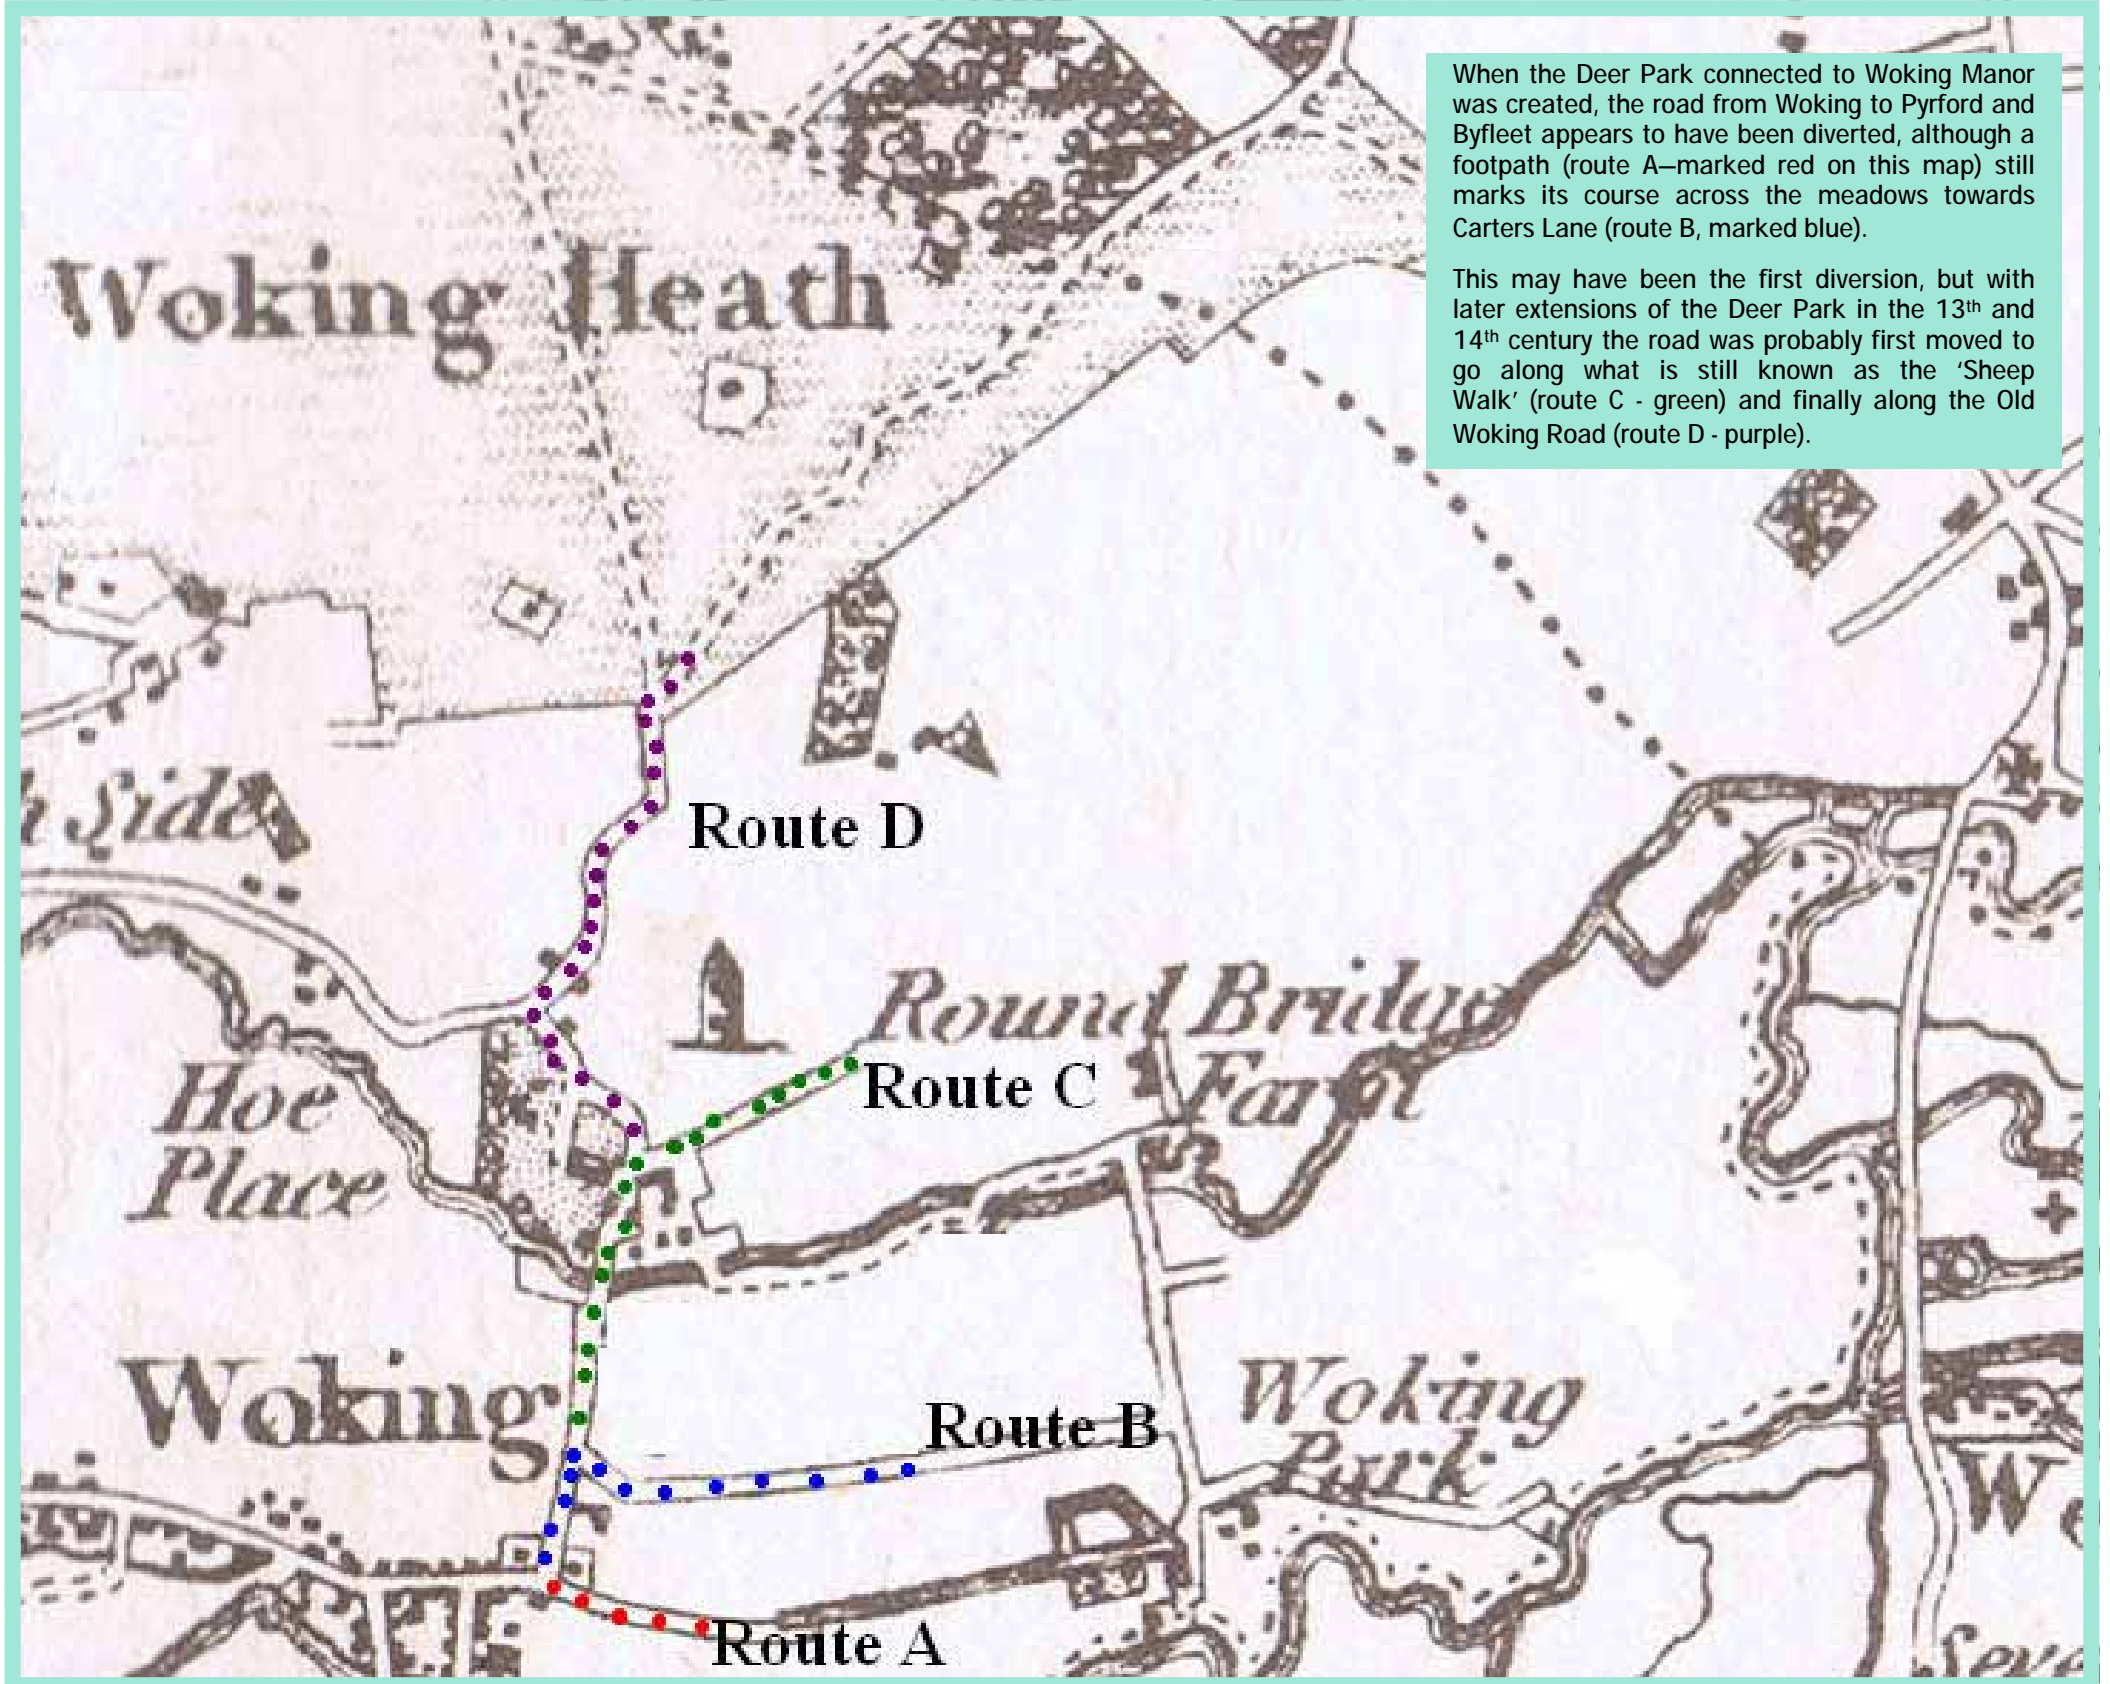 When the Deer Park connected to Woking Manor
was created, the road from Woking to Pyrford and
Byfleet appears to have been diverted, although a
footpath (route A—marked red on this map) still
marks its course across the meadows towards
Carters Lane (route B, marked blue).
This may have been the first diversion, but with
later extensions of the Deer Park in the 13th and
14th century the road was probably first moved to
go along what is still known as the ‘Sheep
Walk’ (route C - green) and finally along the Old
Woking Road (route D - purple).
Woking Heath
Side
Route D
Round Bridge
Farm
Route C
Hoe
Place
Woking
Route B
Woking
Park
Route A